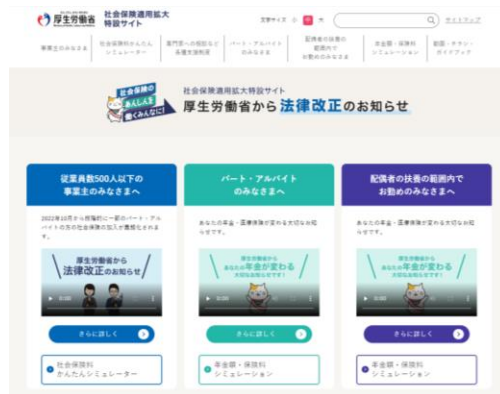 厚生労働省
社会保険適用拡大
特設サイト
文字サイズ 小 中 大
サイトマップ
事業主のみなさま
社会保険料かんたん
シミュレーター
専門家への相談など
各種支援制度
パート・アルバイト
のみなさま
配偶者の扶養の
範囲内で
お勤めのみなさま
年金額・保険料
シミュレーション
動画・チラシ・
ガイドブック
社会保険の
あんしんを
働くみんなに!
社会保険適用拡大特設サイト
厚生労働省から法律改正のお知らせ
従業員数500人以下の
事業主のみなさまへ
2022年10月から段階的に一部のパート・アル
バイトの方の社会保険の加入が義務化されま
す。
厚生労働省から
法律改正のお知らせ
0:00
さらに詳しく
社会保険料
かんたんシミュレーター
パート・アルバイト
のみなさまへ
あなたの年金・医療保険が変わる大切なお知
らせです。
厚生労働省から
あなたの年金が変わる
大切なお知らせです!
0:00
さらに詳しく
年金額・保険料
シミュレーション
配偶者の扶養の範囲内で
お勤めのみなさまへ
あなたの年金・医療保険が変わる大切なお知
らせです。
厚生労働省から
あなたの年金が変わる
大切なお知らせです!
0:00
さらに詳しく
年金額・保険料
シミュレーション